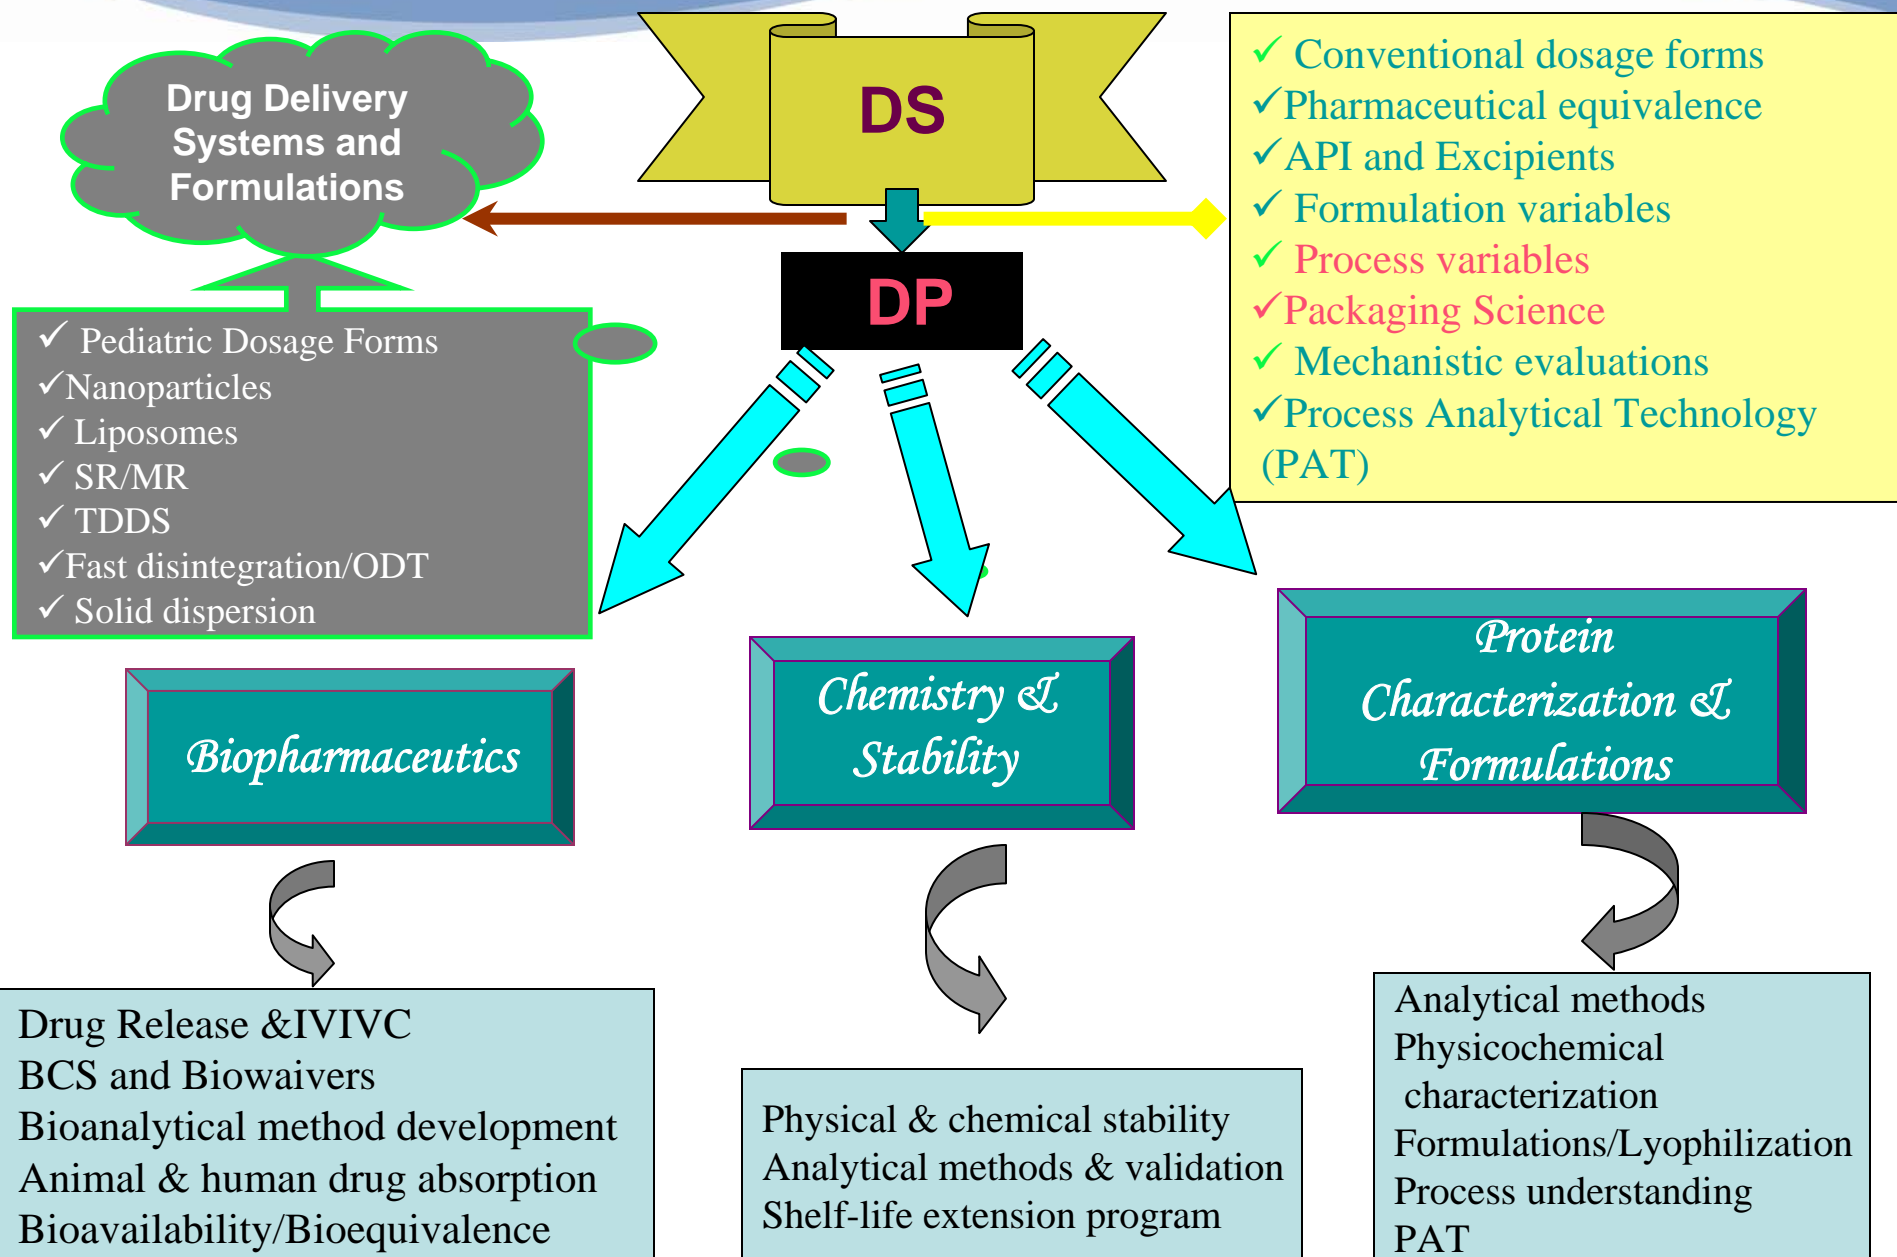 Drug Delivery
Systems and
Formulations
DS
DP
✓ Conventional dosage forms
✓Pharmaceutical equivalence
✓API and Excipients
✓ Formulation variables
✓ Process variables
✓Packaging Science
✓ Mechanistic evaluations
✓Process Analytical Technology
(PAT)
✓ Pediatric Dosage Forms
✓Nanoparticles
✓ Liposomes
✓ SR/MR
✓ TDDS
✓Fast disintegration/ODT
✓ Solid dispersion
Biopharmaceutics
Chemistry &
Stability
Protein
Characterization &
Formulations
Drug Release &IVIVC
BCS and Biowaivers
Bioanalytical method development
Animal & human drug absorption
Bioavailability/Bioequivalence
Physical & chemical stability
Analytical methods & validation
Shelf-life extension program
Analytical methods
Physicochemical
characterization
Formulations/Lyophilization
Process understanding
PAT